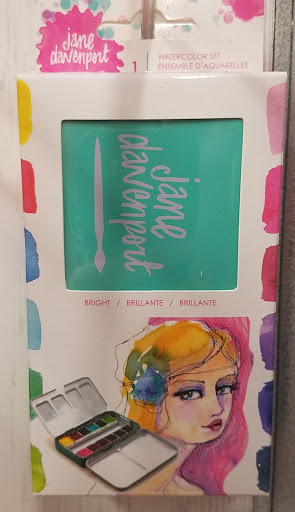 jane
davenport
1
WATERCOLOR SET
ENSEMBLE D'AQUARELLES
jane
davenport
BRIGHT / BRILLANTE / BRILLANTE